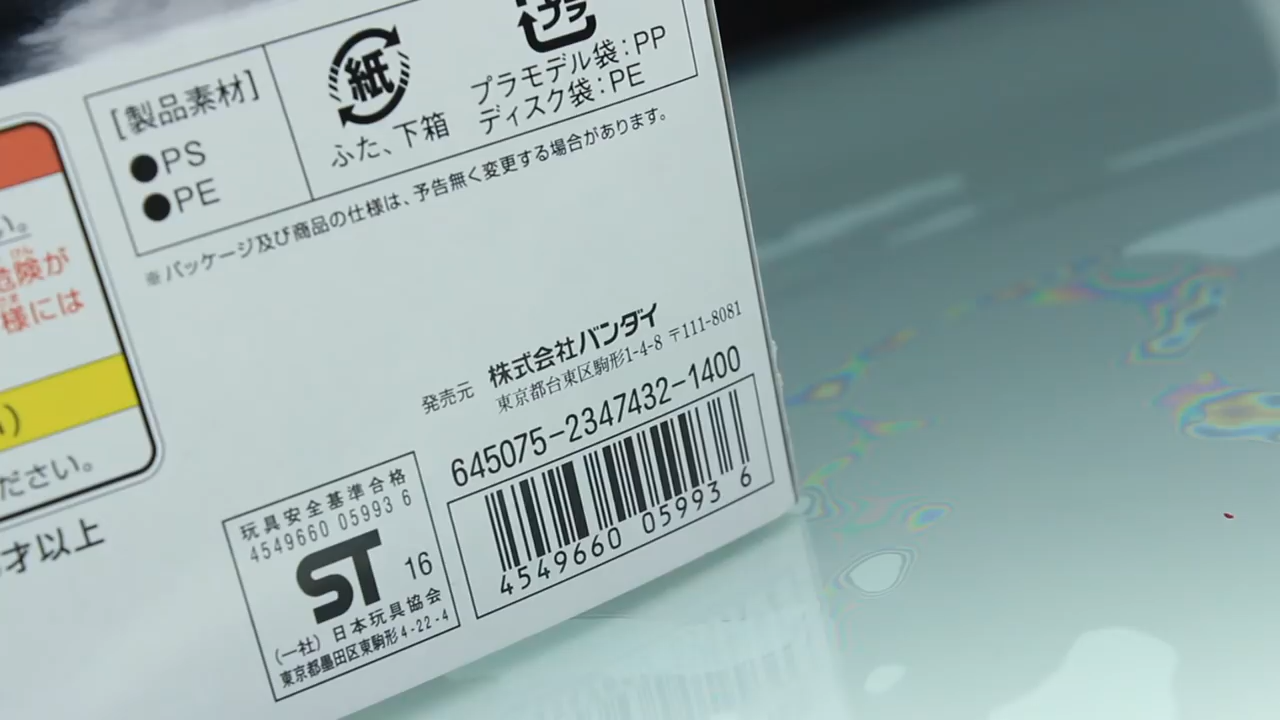 [製品素材]
●PS
●PE
紙
ふた、下箱
プラ
プラモデル袋:PP
ディスク袋:PE
※パッケージ及び商品の仕様は、予告無く変更する場合があります。
い。
危険が
けん
様には
さま
ださい。
才以上
発売元 株式会社バンダイ
東京都台東区駒形1-4-8 〒111-8081
645075-2347432-1400
4549660 05993 6
玩具安全基準合格
4549660 05993 6
ST 16
(一社) 日本玩具協会
東京都墨田区東駒形4-22-4